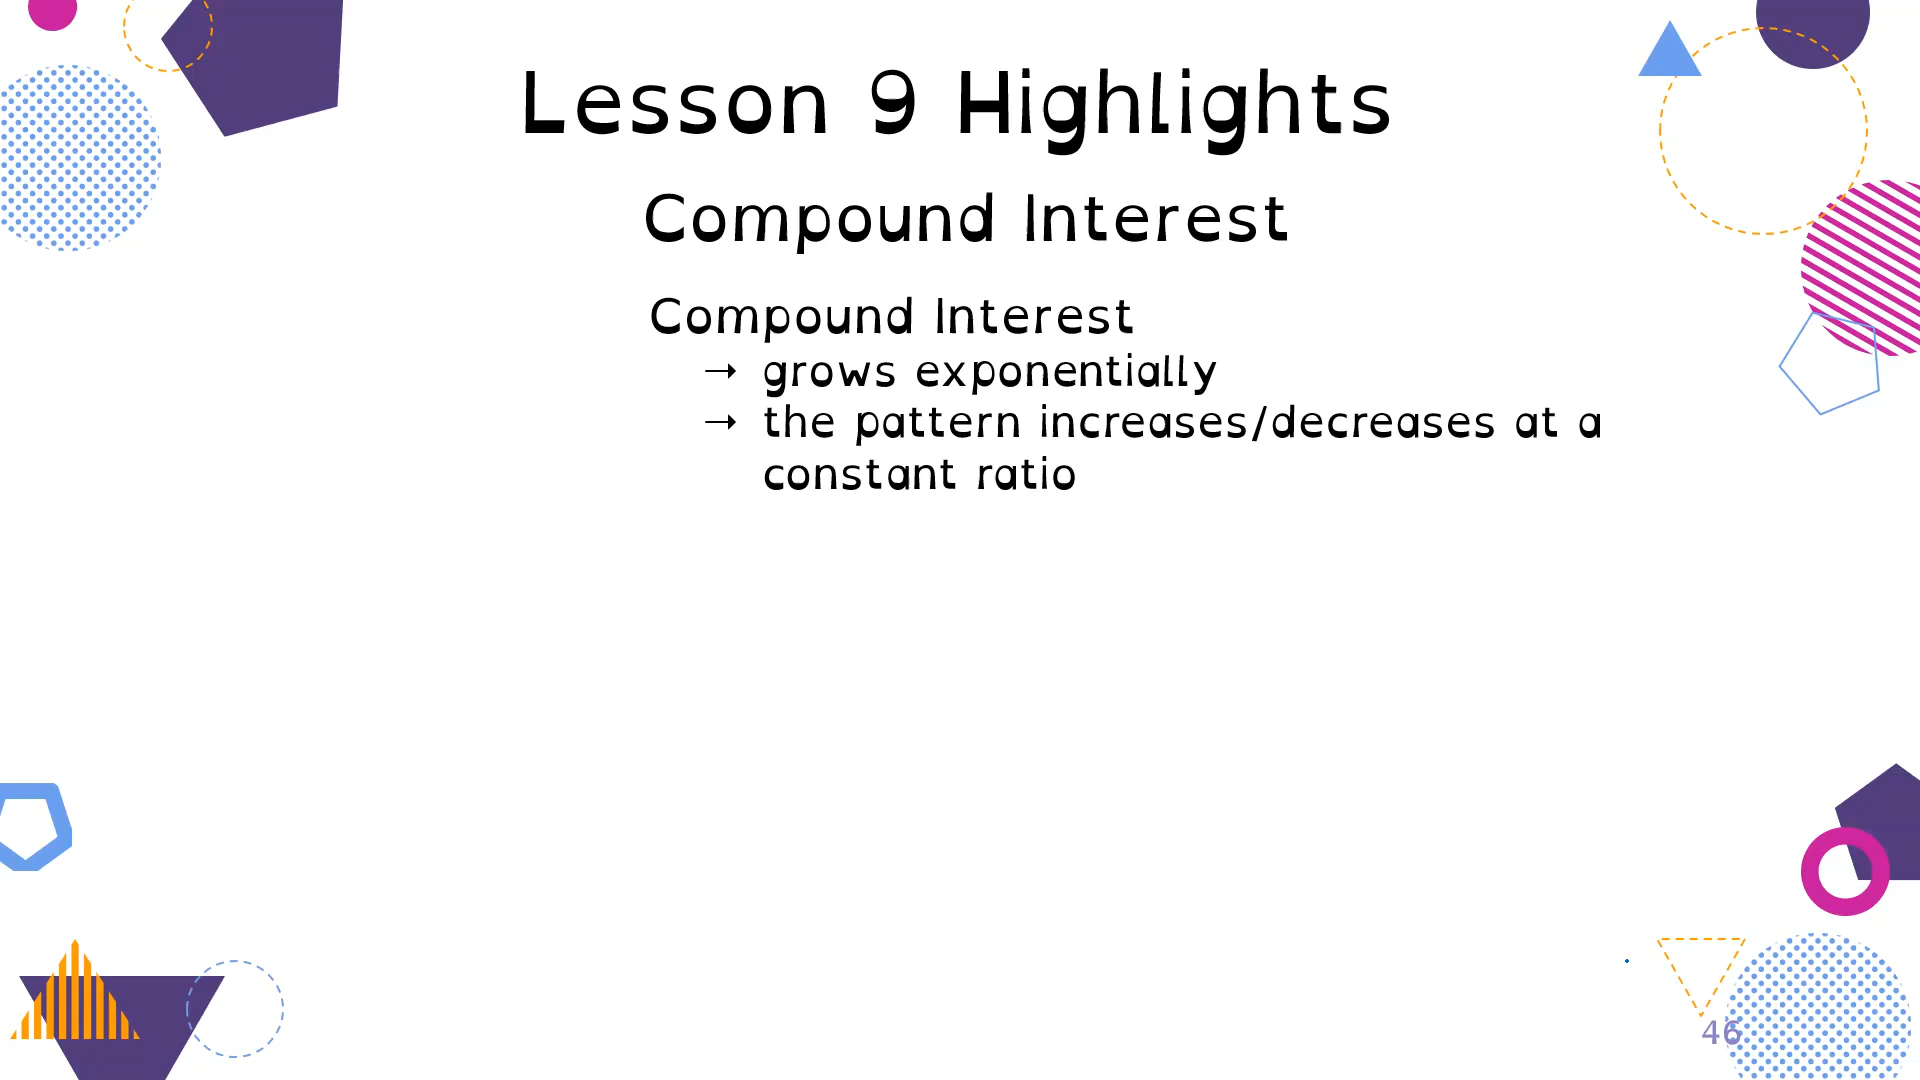 Lesson 9 Highlights
Compound Interest
Compound Interest
→ grows exponentially
→ the pattern increases/decreases at a
constant ratio
46